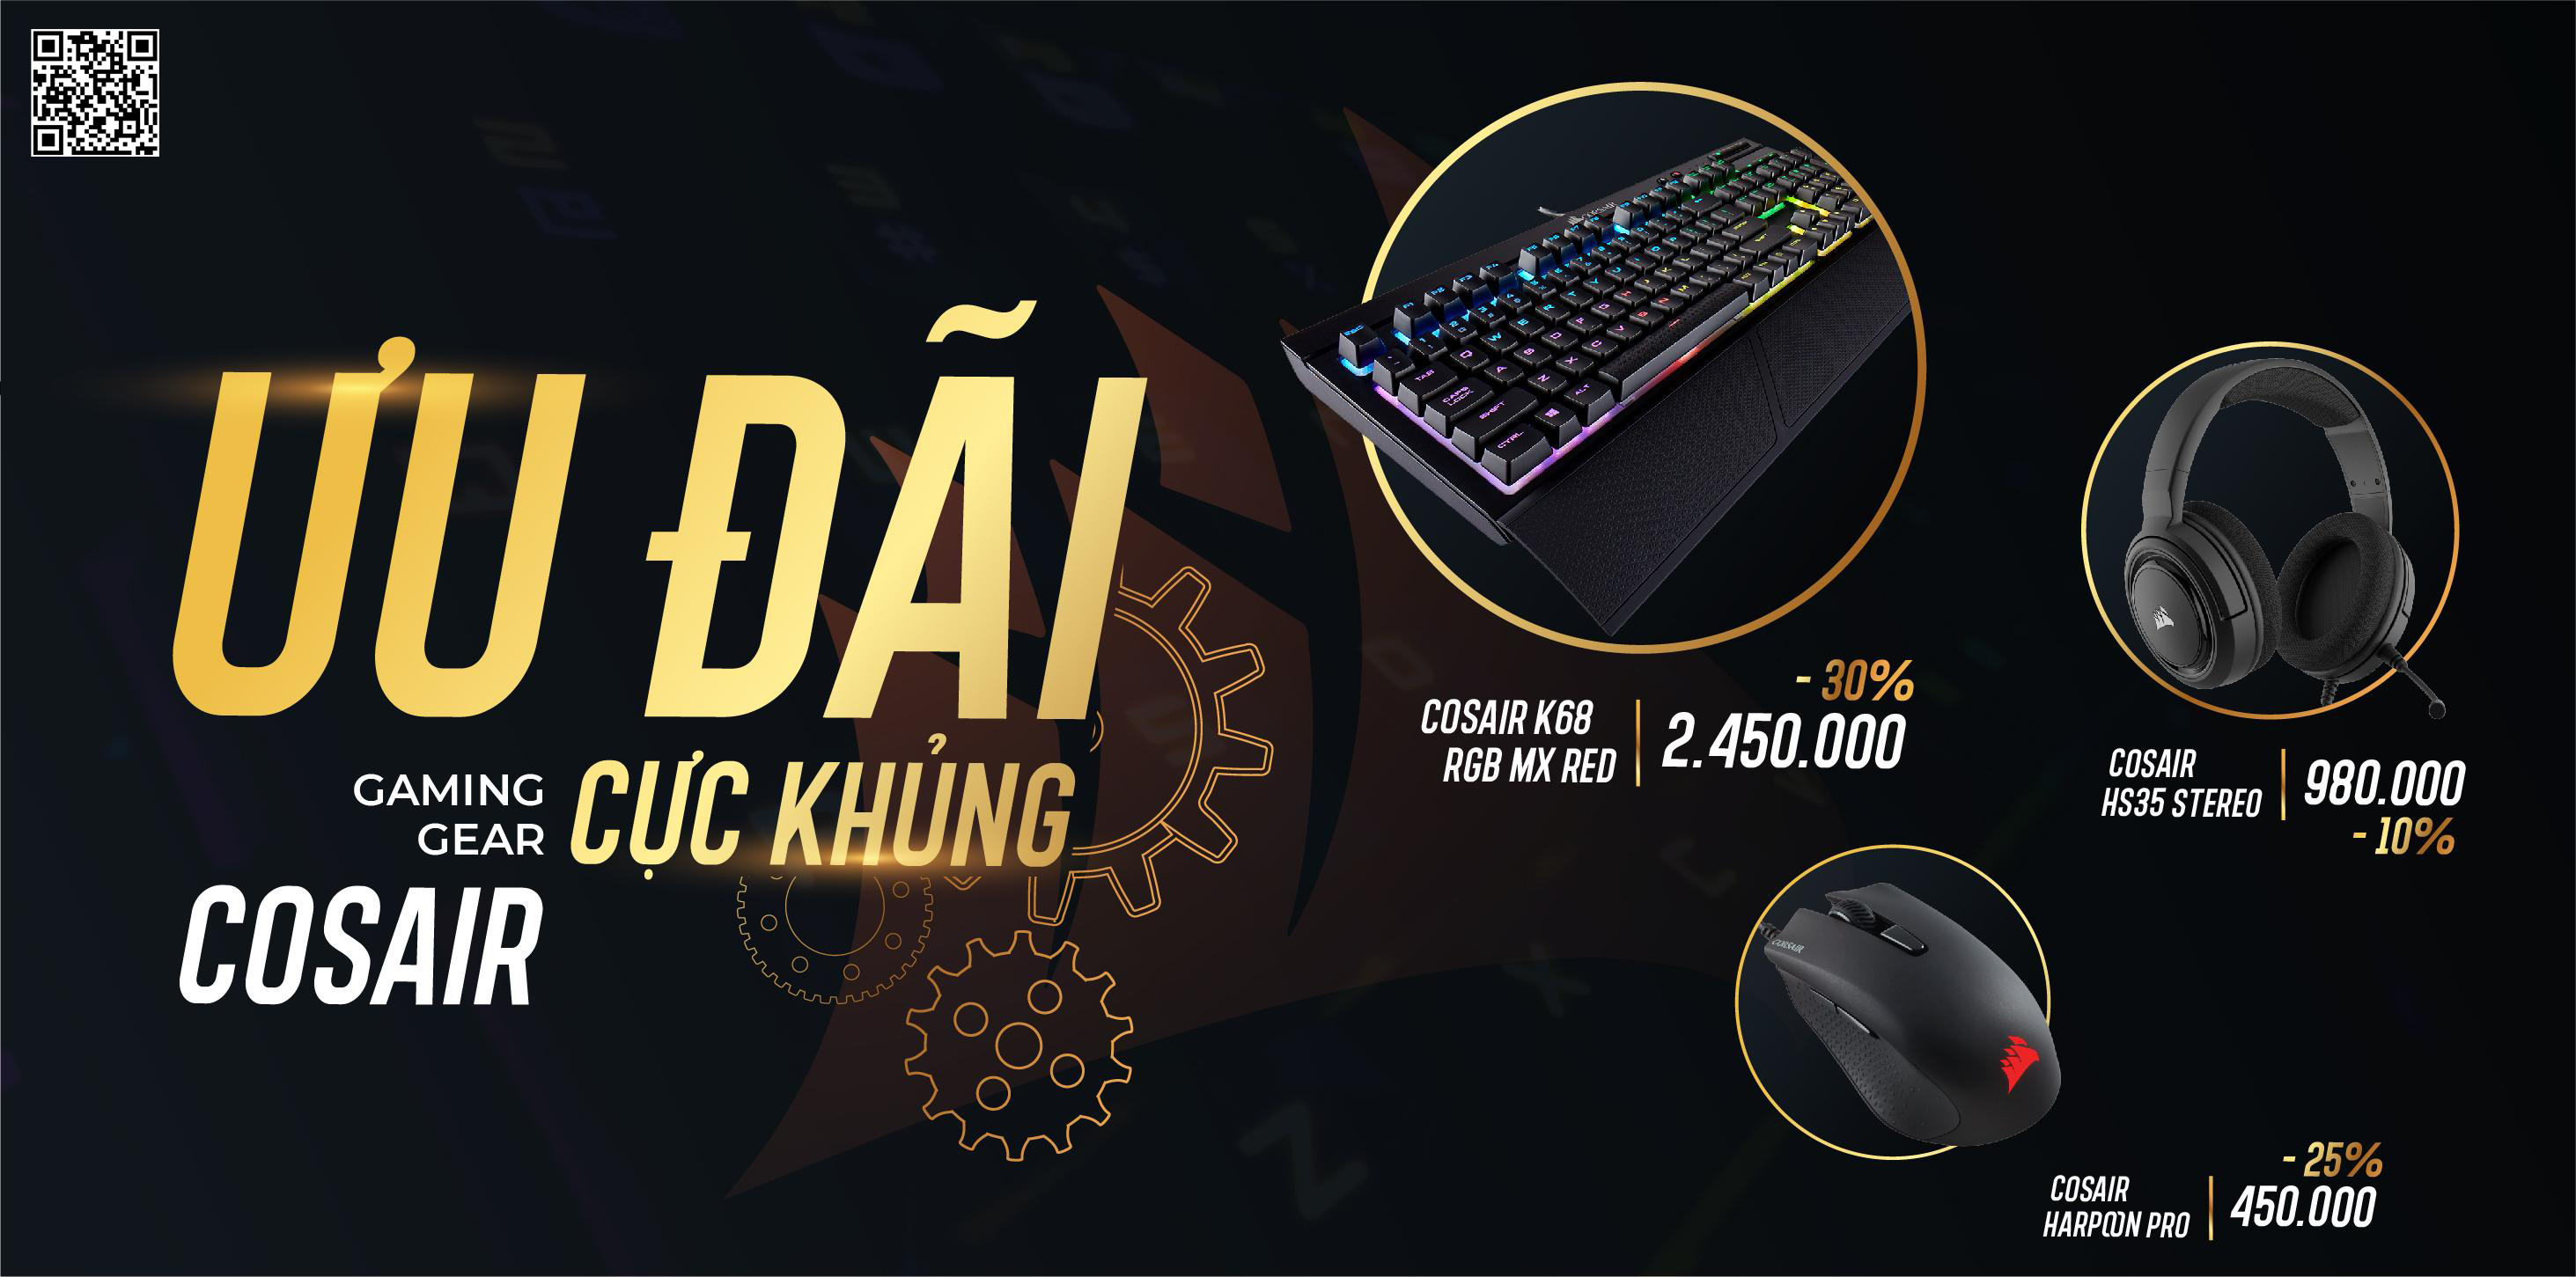 ƯU ĐÃI
GAMING
GEAR
CỰC KHỦNG
COSAIR
COSAIR K68
RGB MX RED
- 30%
2.450.000
COSAIR
HS35 STEREO
980.000
- 10%
CORSAIR
COSAIR
HARPOON PRO
- 25%
450.000